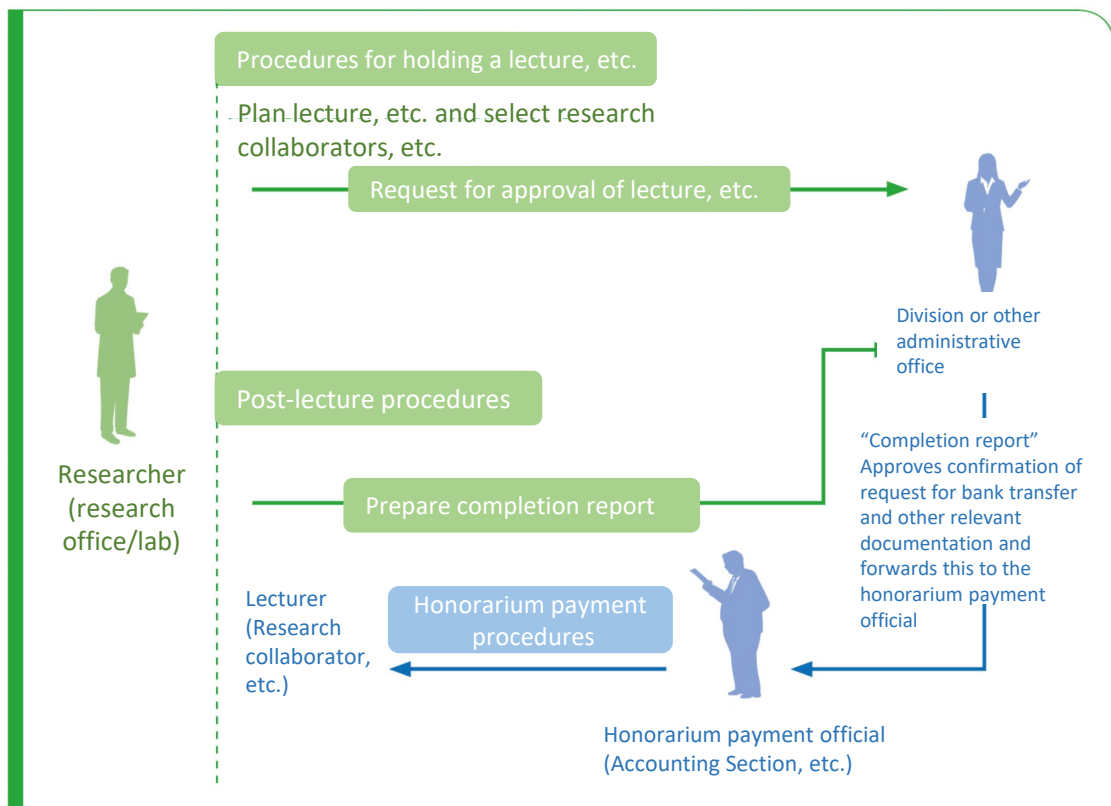 Procedures for holding a lecture, etc.
Plan lecture, etc. and select research
collaborators, etc.
Request for approval of lecture, etc.
Division or other
administrative
office
Post-lecture procedures
“Completion report”
Approves confirmation of
request for bank transfer
and other relevant
documentation and
forwards this to the
honorarium payment
official
Researcher
(research
office/lab)
Prepare completion report
Lecturer
(Research
collaborator,
etc.)
Honorarium payment
procedures
Honorarium payment official
(Accounting Section, etc.)